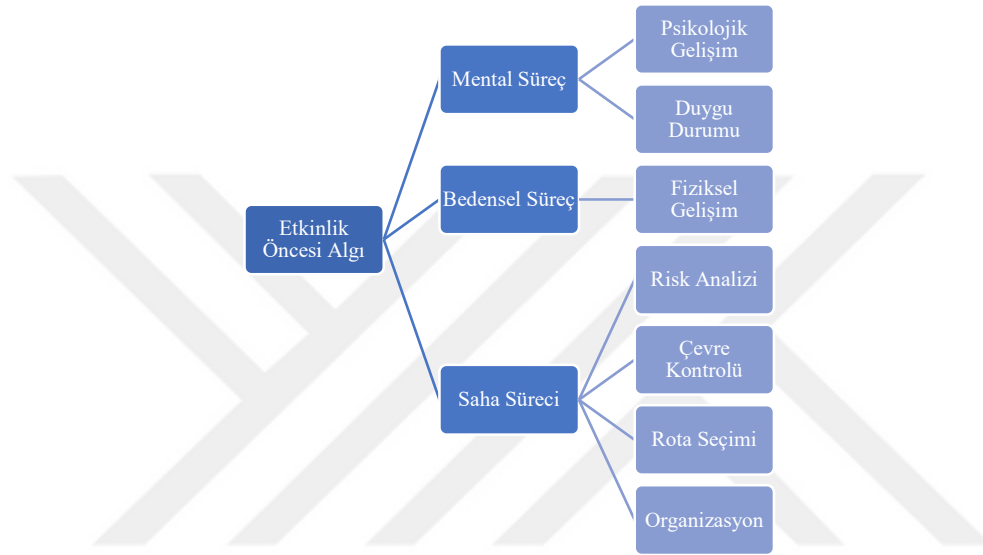 Etkinlik
Öncesi Algı
Mental Süreç
Psikolojik
Gelişim
Duygu
Durumu
Bedensel Süreç
Fiziksel
Gelişim
Saha Süreci
Risk Analizi
Çevre
Kontrolü
Rota Seçimi
Organizasyon